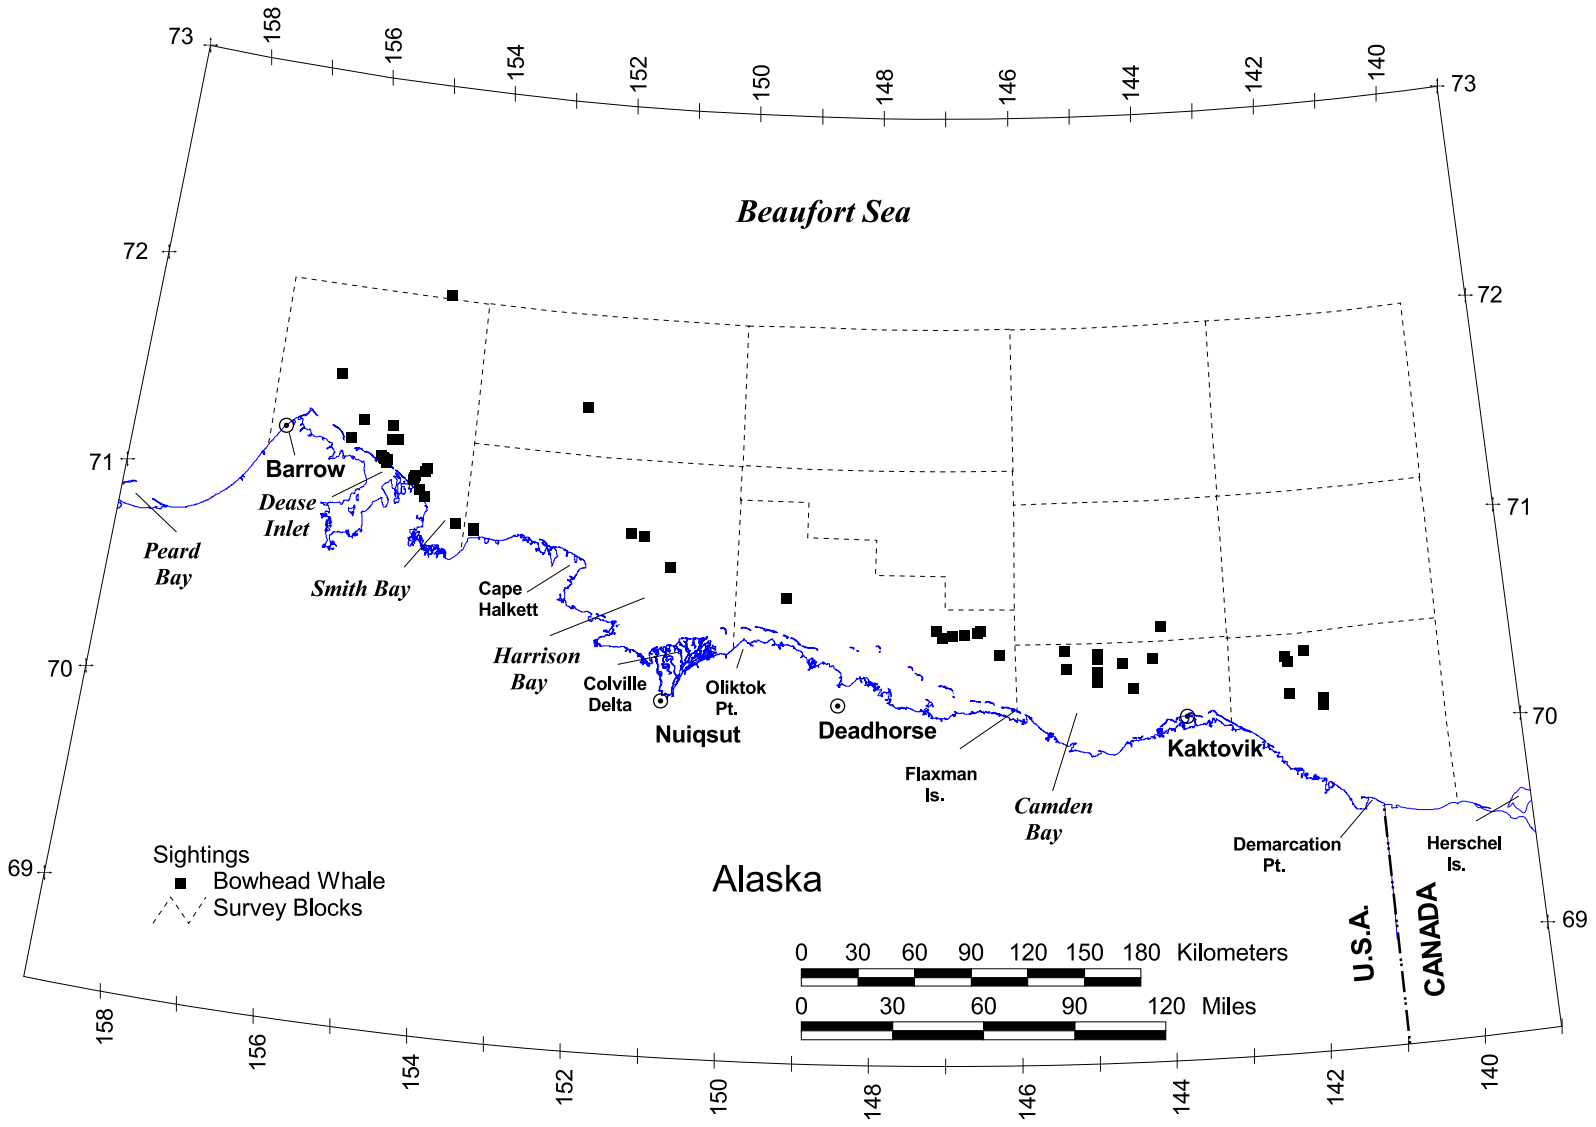 158
156
154
152
150
148
146
144
142
140
73
73
Beaufort Sea
72
72
71
71
Barrow
Dease
Inlet
Peard
Bay
Smith Bay
Cape
Halkett
Harrison
Bay
Colville
Delta
Oliktok
Pt.
Nuiqsut
Deadhorse
Flaxman
Is.
Camden
Bay
Kaktovik
Demarcation
Pt.
Herschel
Is.
70
70
69
69
Sightings
Bowhead Whale
Survey Blocks
Alaska
U.S.A.
CANADA
0 30 60 90 120 150 180 Kilometers
0 30 60 90 120 Miles
158
156
154
152
150
148
146
144
142
140